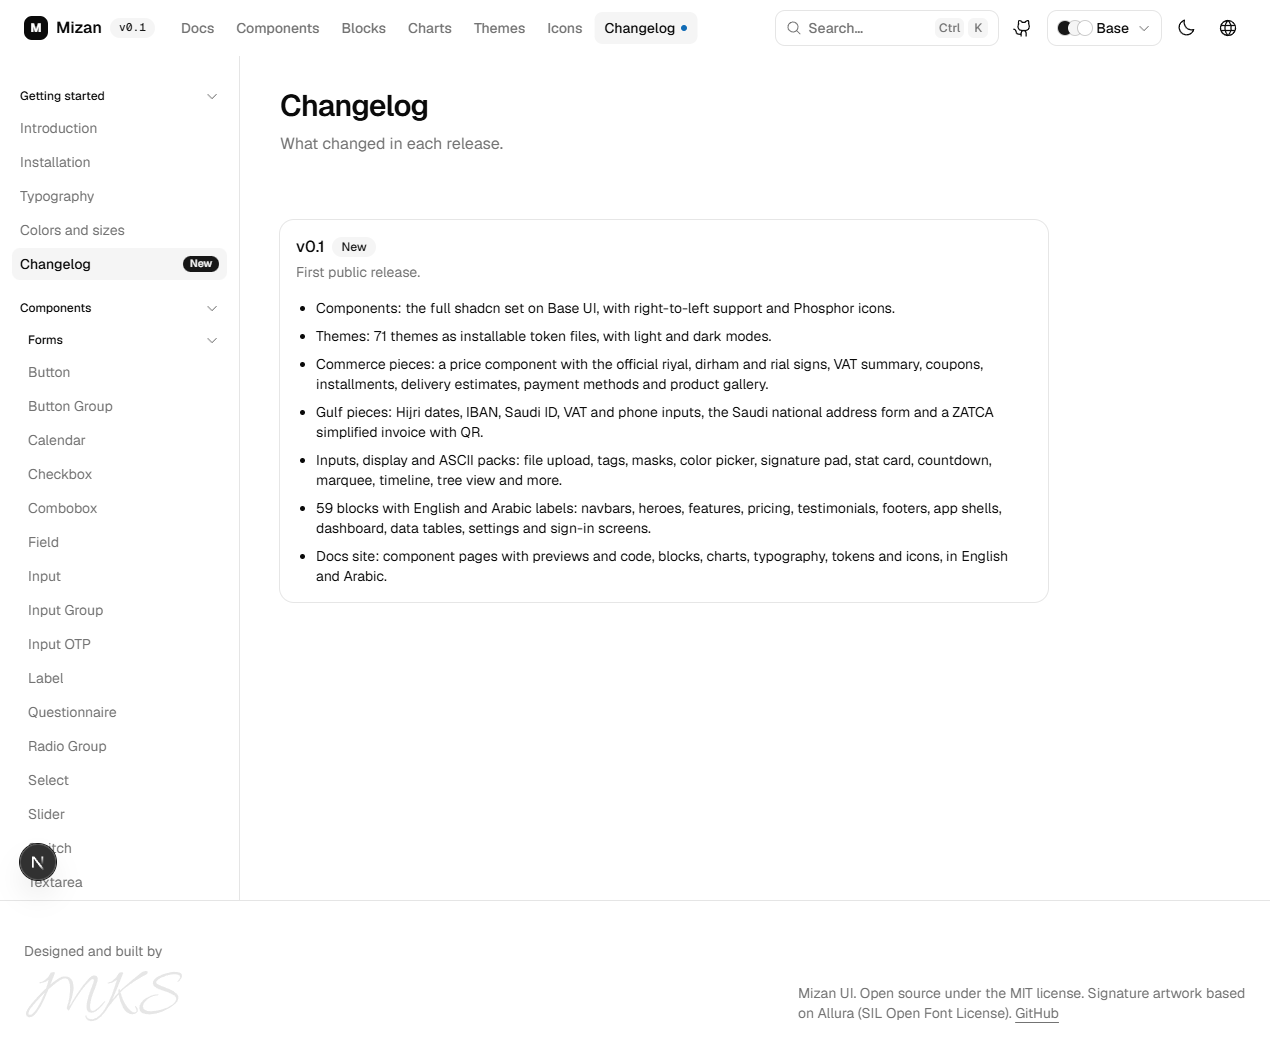 M Mizan v0.1 Docs Components Blocks Charts Themes Icons Changelog Search... Ctrl K Base
Getting started
Introduction
Installation
Typography
Colors and sizes
Changelog New
Components
Forms
Button
Button Group
Calendar
Checkbox
Combobox
Field
Input
Input Group
Input OTP
Label
Questionnaire
Radio Group
Select
Slider
N
Textarea
Changelog
What changed in each release.
v0.1 New
First public release.
• Components: the full shadcn set on Base UI, with right-to-left support and Phosphor icons.
• Themes: 71 themes as installable token files, with light and dark modes.
• Commerce pieces: a price component with the official riyal, dirham and rial signs, VAT summary, coupons,
installments, delivery estimates, payment methods and product gallery.
• Gulf pieces: Hijri dates, IBAN, Saudi ID, VAT and phone inputs, the Saudi national address form and a ZATCA
simplified invoice with QR.
• Inputs, display and ASCII packs: file upload, tags, masks, color picker, signature pad, stat card, countdown,
marquee, timeline, tree view and more.
• 59 blocks with English and Arabic labels: navbars, heroes, features, pricing, testimonials, footers, app shells,
dashboard, data tables, settings and sign-in screens.
• Docs site: component pages with previews and code, blocks, charts, typography, tokens and icons, in English
and Arabic.
Designed and built by
MKS
Mizan UI. Open source under the MIT license. Signature artwork based
on Allura (SIL Open Font License). GitHub